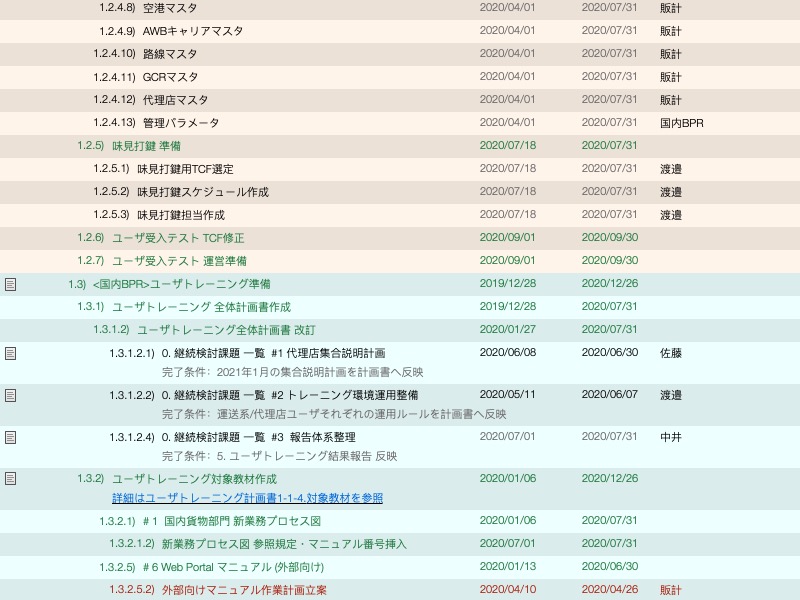 1.2.4.8) 空港マスタ 2020/04/01 2020/07/31 販計
1.2.4.9) AWBキャリアマスタ 2020/04/01 2020/07/31 販計
1.2.4.10) 路線マスタ 2020/04/01 2020/07/31 販計
1.2.4.11) GCRマスタ 2020/04/01 2020/07/31 販計
1.2.4.12) 代理店マスタ 2020/04/01 2020/07/31 販計
1.2.4.13) 管理パラメータ 2020/04/01 2020/07/31 国内BPR
1.2.5) 味見打鍵 準備 2020/07/18 2020/07/31
1.2.5.1) 味見打鍵用TCF選定 2020/07/18 2020/07/31 渡邉
1.2.5.2) 味見打鍵スケジュール作成 2020/07/18 2020/07/31 渡邉
1.2.5.3) 味見打鍵担当作成 2020/07/18 2020/07/31 渡邉
1.2.6) ユーザ受入テスト TCF修正 2020/09/01 2020/09/30
1.2.7) ユーザ受入テスト 運営準備 2020/09/01 2020/09/30
1.3) <国内BPR>ユーザトレーニング準備 2019/12/28 2020/12/26
1.3.1) ユーザトレーニング 全体計画書作成 2019/12/28 2020/07/31
1.3.1.2) ユーザトレーニング全体計画書 改訂 2020/01/27 2020/07/31
1.3.1.2.1) 0. 継続検討課題 一覧 #1 代理店集合説明計画 2020/06/08 2020/06/30 佐藤
完了条件: 2021年1月の集合説明計画を計画書へ反映
1.3.1.2.2) 0. 継続検討課題 一覧 #2 トレーニング環境運用整備 2020/05/11 2020/06/07 渡邉
完了条件: 運送系/代理店ユーザそれぞれの運用ルールを計画書へ反映
1.3.1.2.4) 0. 継続検討課題 一覧 #3 報告体系整理 2020/07/01 2020/07/31 中井
完了条件: 5. ユーザトレーニング結果報告 反映
1.3.2) ユーザトレーニング対象教材作成 2020/01/06 2020/12/26
詳細はユーザトレーニング計画書1-1-4.対象教材を参照
1.3.2.1) #1 国内貨物部門 新業務プロセス図 2020/01/06 2020/07/31
1.3.2.1.2) 新業務プロセス図 参照規定・マニュアル番号挿入 2020/07/01 2020/07/31
1.3.2.5) #6 Web Portal マニュアル (外部向け) 2020/01/13 2020/06/30
1.3.2.5.2) 外部向けマニュアル作業計画立案 2020/04/10 2020/04/26 販計